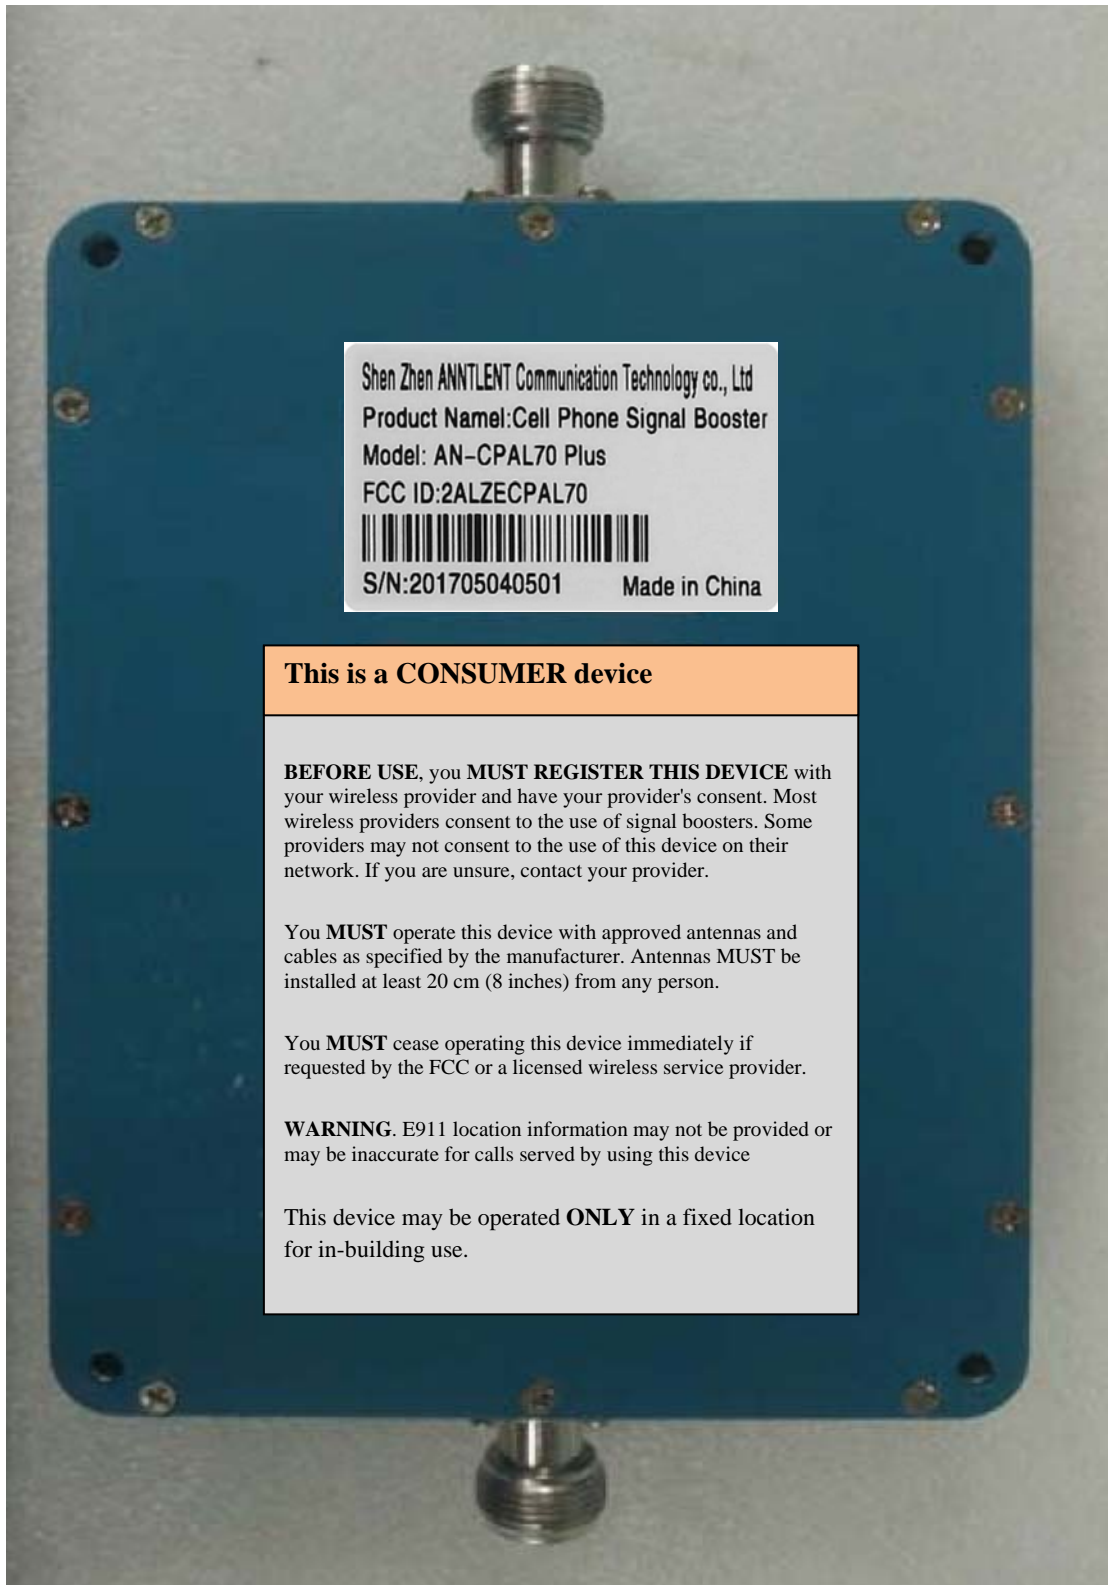 Shen Zhen ANNTLENT Communication Technology co., Ltd
Product Namel:Cell Phone Signal Booster
Model: AN-CPAL70 Plus
FCC ID:2ALZECPAL70
S/N:201705040501 Made in China
This is a CONSUMER device
BEFORE USE, you MUST REGISTER THIS DEVICE with
your wireless provider and have your provider's consent. Most
wireless providers consent to the use of signal boosters. Some
providers may not consent to the use of this device on their
network. If you are unsure, contact your provider.
You MUST operate this device with approved antennas and
cables as specified by the manufacturer. Antennas MUST be
installed at least 20 cm (8 inches) from any person.
You MUST cease operating this device immediately if
requested by the FCC or a licensed wireless service provider.
WARNING. E911 location information may not be provided or
may be inaccurate for calls served by using this device
This device may be operated ONLY in a fixed location
for in-building use.